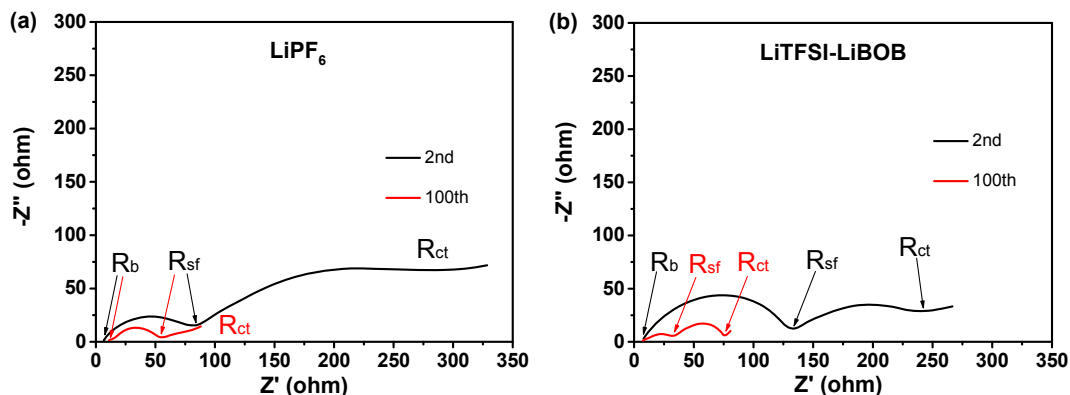 (a)
LiPF₆
-Z" (ohm)
300
250
200
150
100
50
0
2nd
100th
Rb
Rsf
Rct
Rct
0 50 100 150 200 250 300 350
Z' (ohm)
(b)
LiTFSI-LiBOB
-Z" (ohm)
300
250
200
150
100
50
0
2nd
100th
Rb
Rsf
Rct
Rsf
Rct
0 50 100 150 200 250 300 350
Z' (ohm)